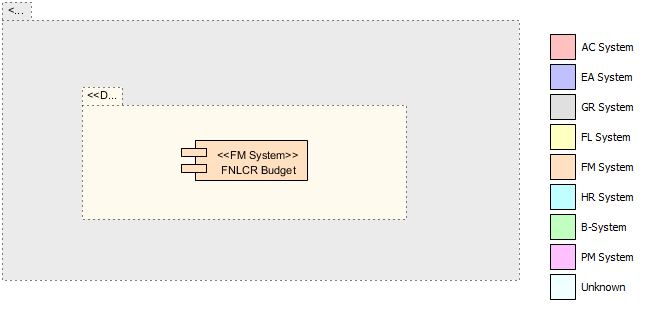 <...
<<D...
<<FM System>>
FNLCR Budget
AC System
EA System
GR System
FL System
FM System
HR System
B-System
PM System
Unknown